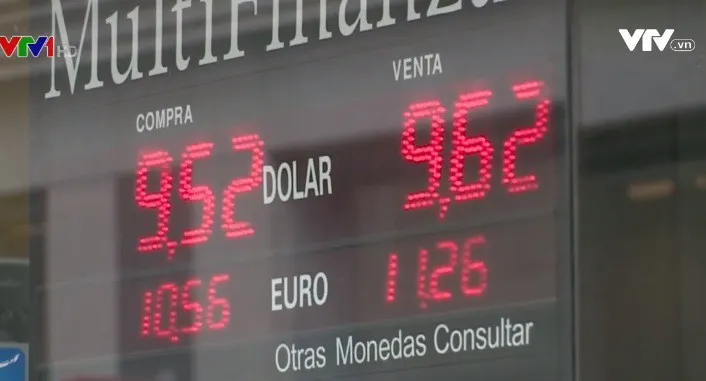 VTV1 HD
VTV.vn
MultiFinanza
COMPRA
VENTA
9,52 DOLAR 9,62
10,56 EURO 11,26
Otras Monedas Consultar